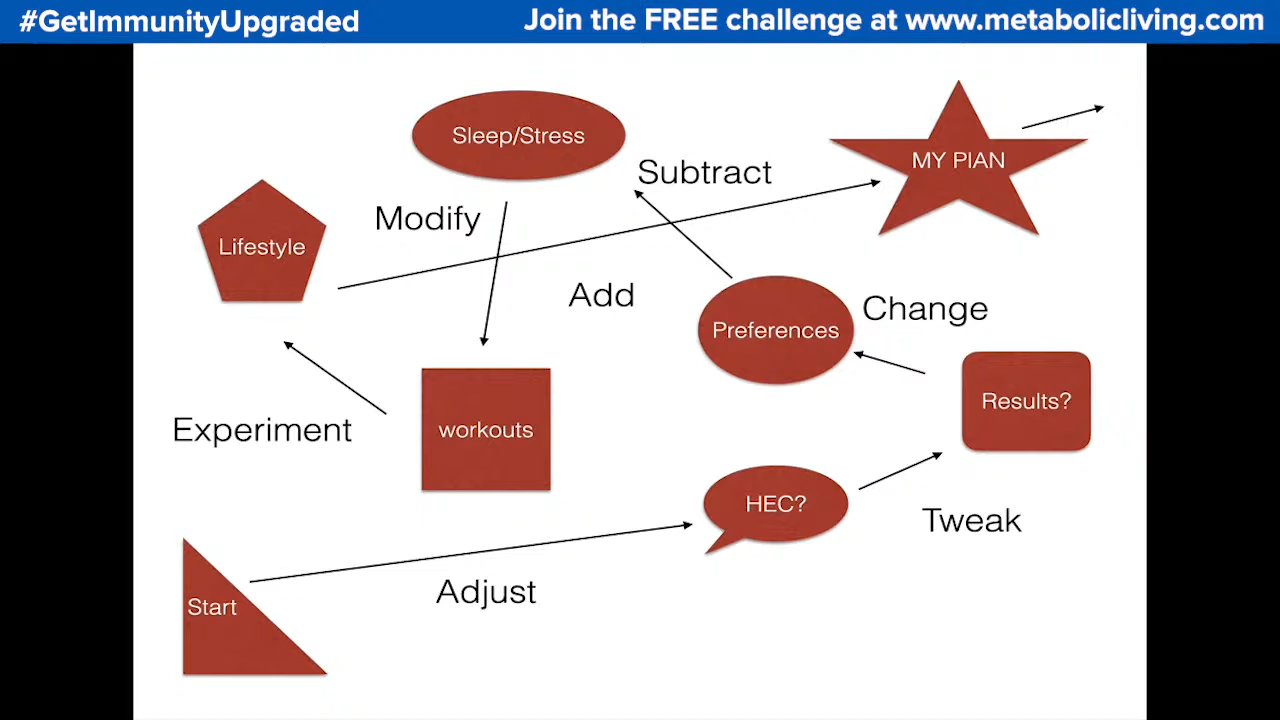 #GetImmunityUpgraded
Join the FREE challenge at www.metabolicliving.com
Sleep/Stress
MY PlAN
Subtract
Modify
Lifestyle
Add
Change
Preferences
Results?
Experiment
workouts
HEC?
Tweak
Adjust
Start